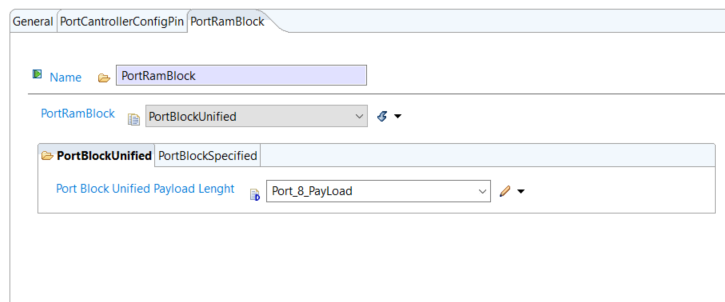 General PortCantrollerConfigPin PortRamBlock
Name PortRamBlock
PortRamBlock PortBlockUnified
PortBlockUnified PortBlockSpecified
Port Block Unified Payload Lenght Port_8_PayLoad